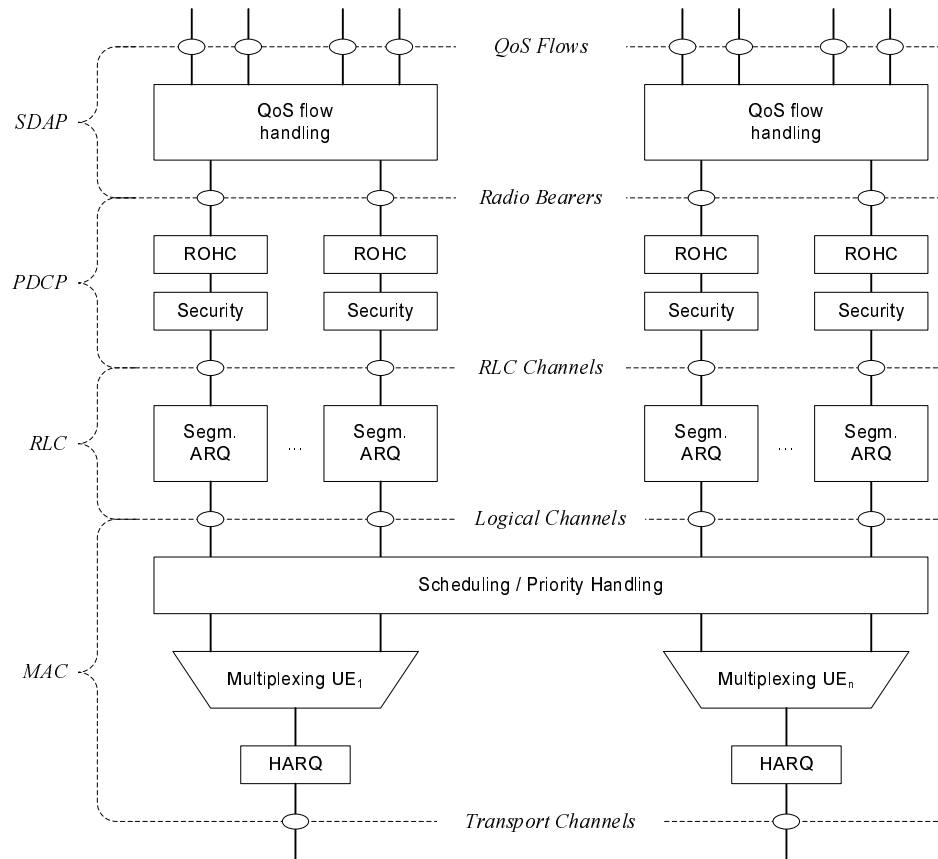 QoS Flows
SDAP
QoS flow
handling
QoS flow
handling
Radio Bearers
PDCP
ROHC
ROHC
ROHC
ROHC
Security
Security
Security
Security
RLC Channels
RLC
Segm.
ARQ
...
Segm.
ARQ
Segm.
ARQ
...
Segm.
ARQ
Logical Channels
Scheduling / Priority Handling
MAC
Multiplexing UE₁
Multiplexing UEₙ
HARQ
HARQ
Transport Channels